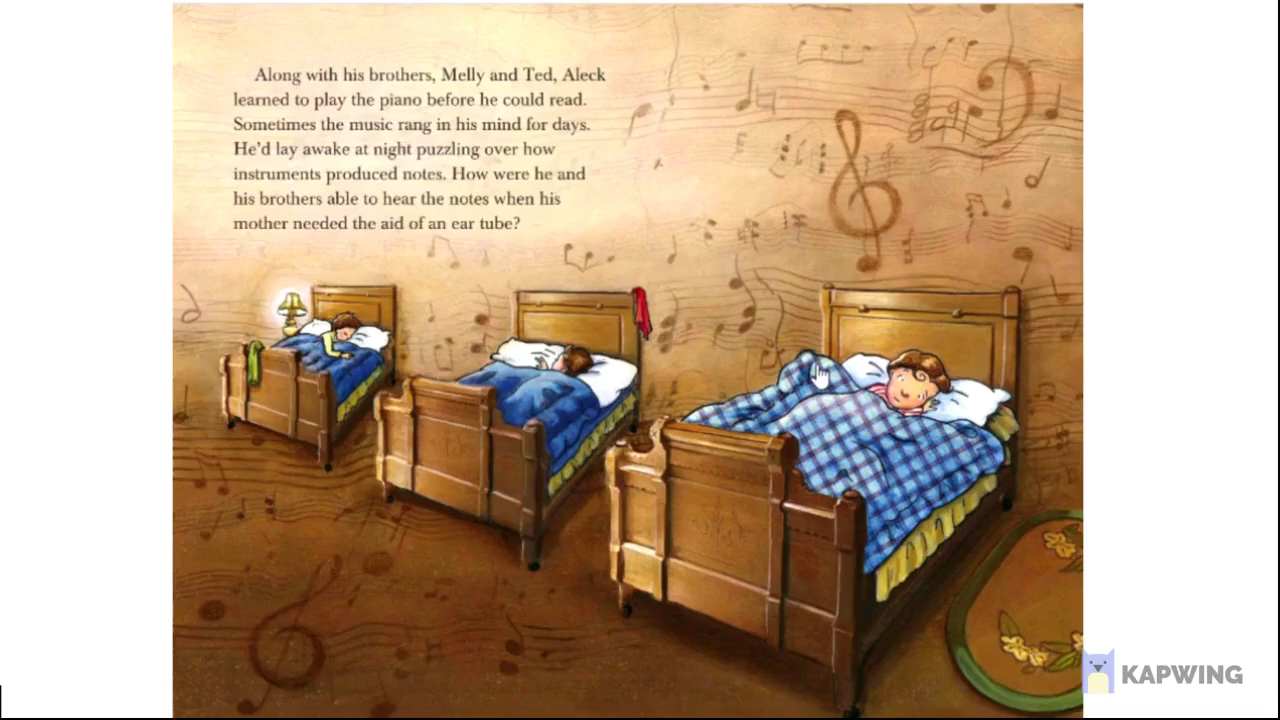 Along with his brothers, Melly and Ted, Aleck
learned to play the piano before he could read.
Sometimes the music rang in his mind for days.
He'd lay awake at night puzzling over how
instruments produced notes. How were he and
his brothers able to hear the notes when his
mother needed the aid of an ear tube?
KAPWING